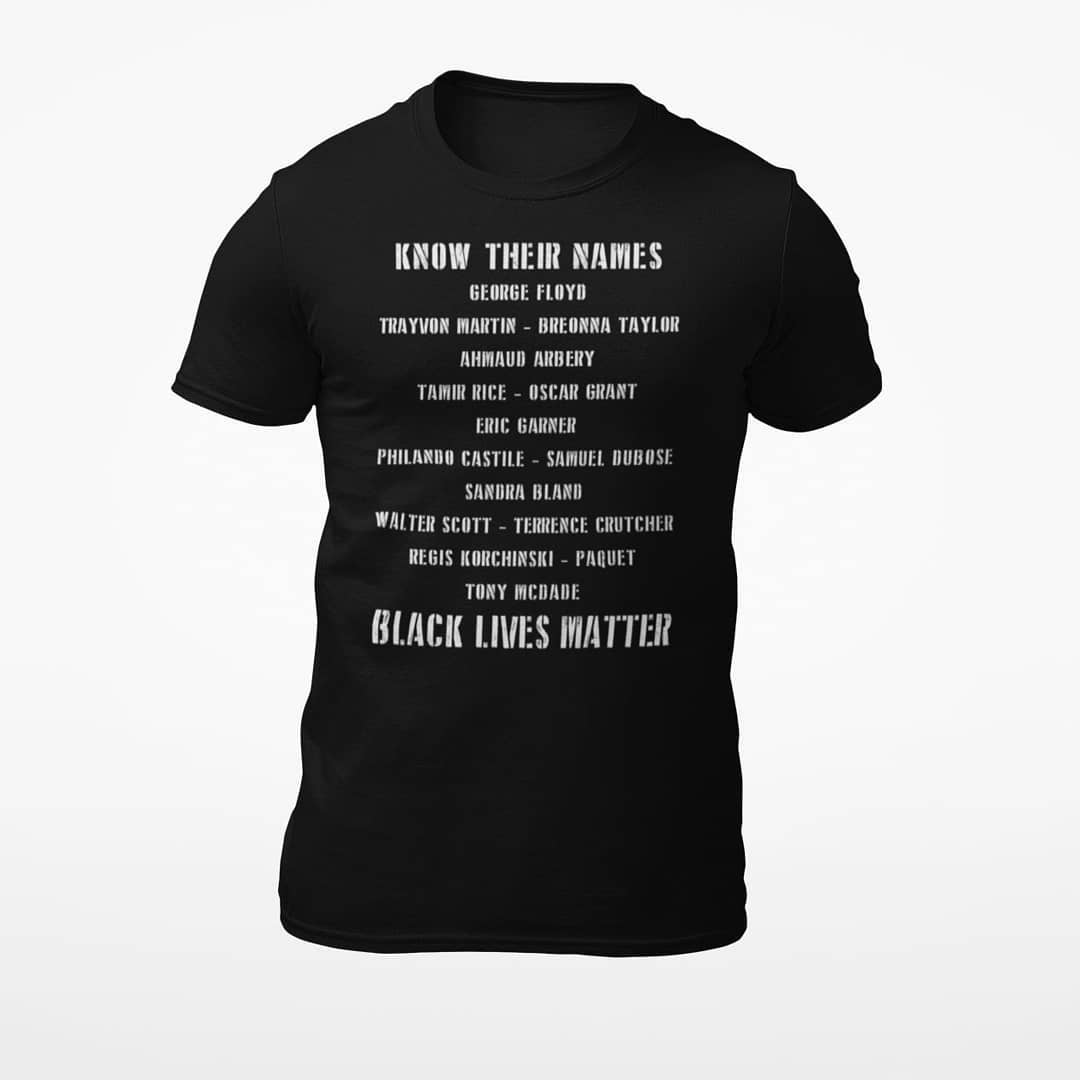 KNOW THEIR NAMES
GEORGE FLOYD
TRAYVON MARTIN - BREONNA TAYLOR
AHMAUD ARBERY
TAMIR RICE - OSCAR GRANT
ERIC GARNER
PHILANDO CASTILE - SAMUEL DUBOSE
SANDRA BLAND
WALTER SCOTT - TERRENCE CRUTCHER
REGIS KORCHINSKI - PAQUET
TONY MCDADE
BLACK LIVES MATTER